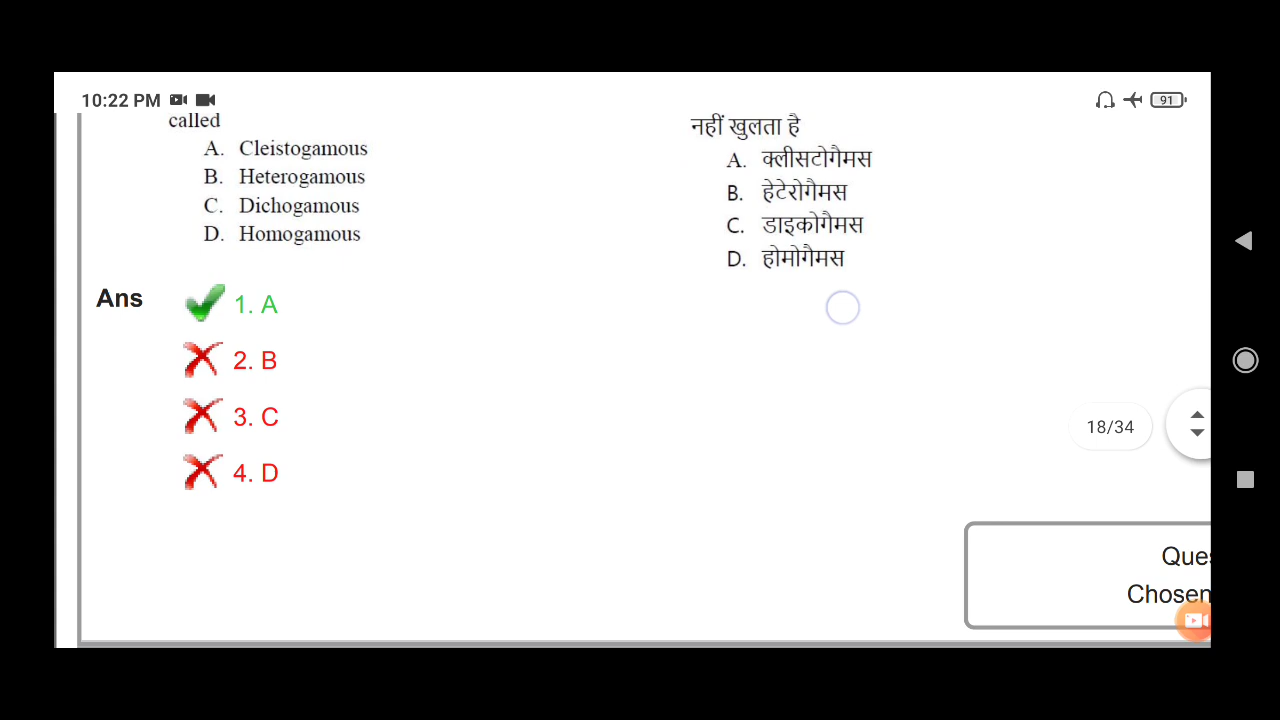 10:22 PM
91
called
A. Cleistogamous
B. Heterogamous
C. Dichogamous
D. Homogamous
नहीं खुलता है
A. क्लीसटोगैमस
B. हेटेरोगैमस
C. डाइकोगैमस
D. होमोगैमस
Ans
1. A
2. B
3. C
4. D
18/34
Ques
Chosen